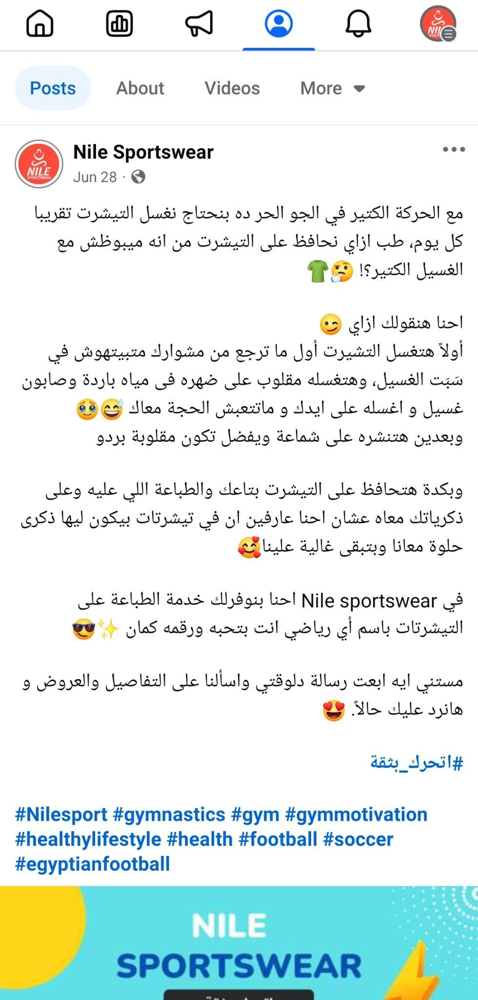 Posts
About
Videos
More
Nile Sportswear
Jun 28 ·
مع الحركة الكتير في الجو الحر ده بنحتاج نغسل التيشرت تقريبا
كل يوم، طب ازاي نحافظ على التيشرت من انه ميبوظش مع
الغسيل الكتير؟! 🤔👕
احنا هنقولك ازاي 😉
أولاً هتغسل التشيرت أول ما ترجع من مشوارك متبيتهوش في
سَبَت الغسيل، وهتغسله مقلوب على ضهره فى مياه باردة وصابون
غسيل و اغسله على ايدك و ماتتعبش الحجة معاك 😅🥹
وبعدين هتنشره على شماعة ويفضل تكون مقلوبة بردو
وبكدة هتحافظ على التيشرت بتاعك والطباعة اللي عليه وعلى
ذكرياتك معاه عشان احنا عارفين ان في تيشرتات بيكون ليها ذكرى
حلوة معانا وبتبقى غالية علينا🥰
في Nile sportswear احنا بنوفرلك خدمة الطباعة على
التيشرتات باسم أي رياضي انت بتحبه ورقمه كمان ✨😎
مستني ايه ابعت رسالة دلوقتي واسألنا على التفاصيل والعروض و
هانرد عليك حالاً. 😍
#اتحرك_بثقة
#Nilesport #gymnastics #gym #gymmotivation
#healthylifestyle #health #football #soccer
#egyptianfootball
NILE
SPORTSWEAR